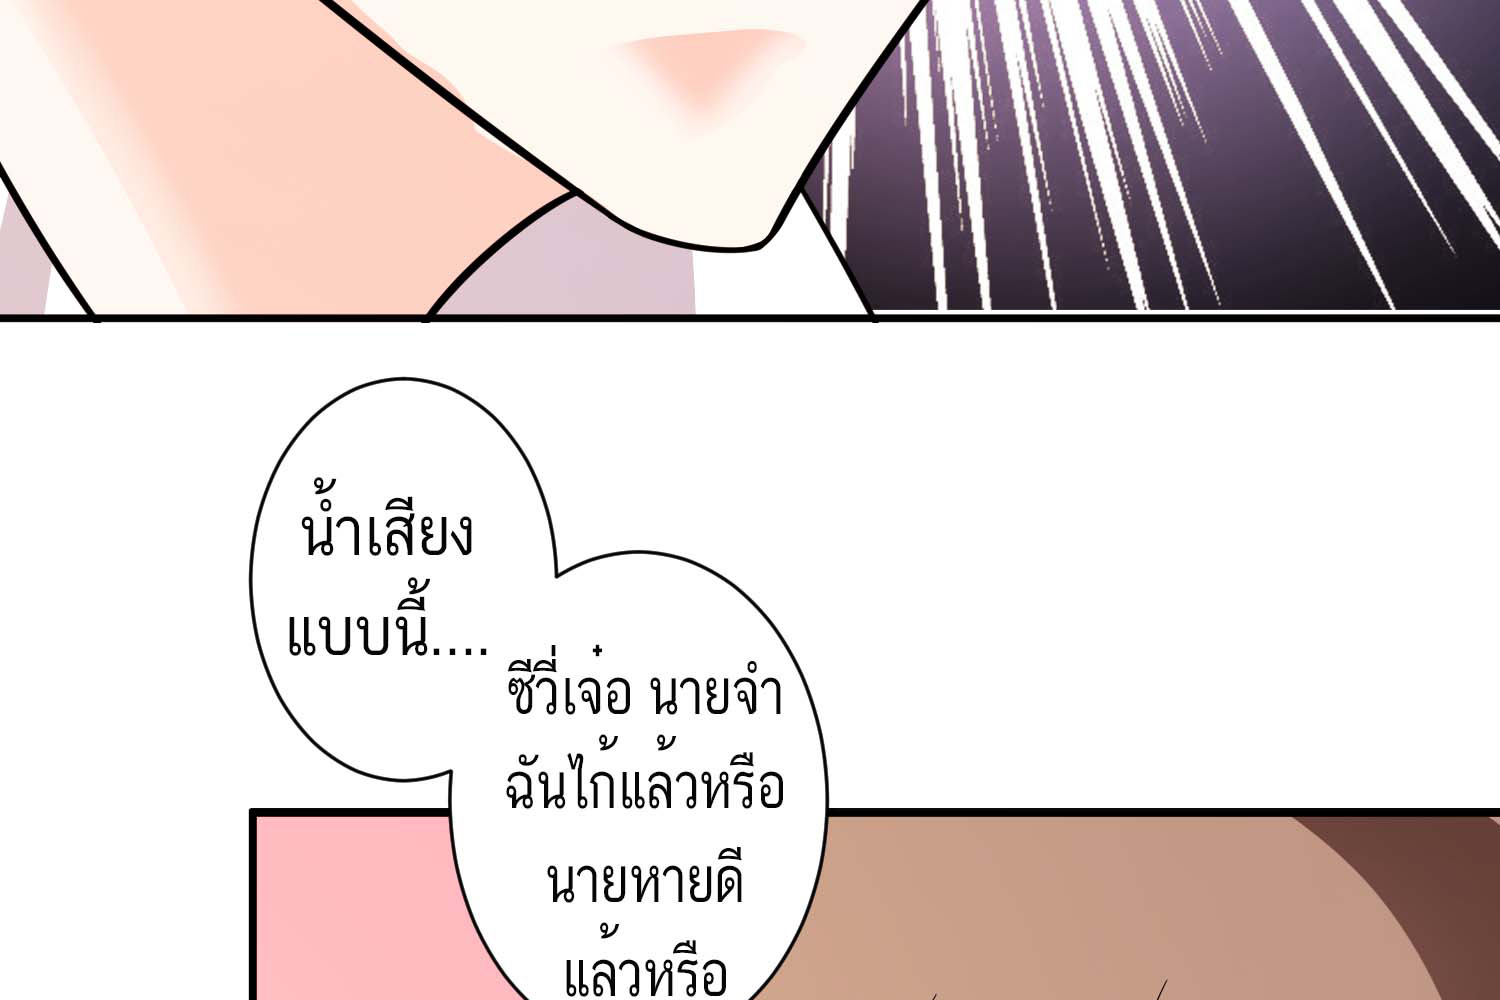 น้ำเสียง
แบบนี้....
ซีวี่เจ๋อ นายจำ
ฉันไก้แล้วหรือ
นายหายดี
แล้วหรือ